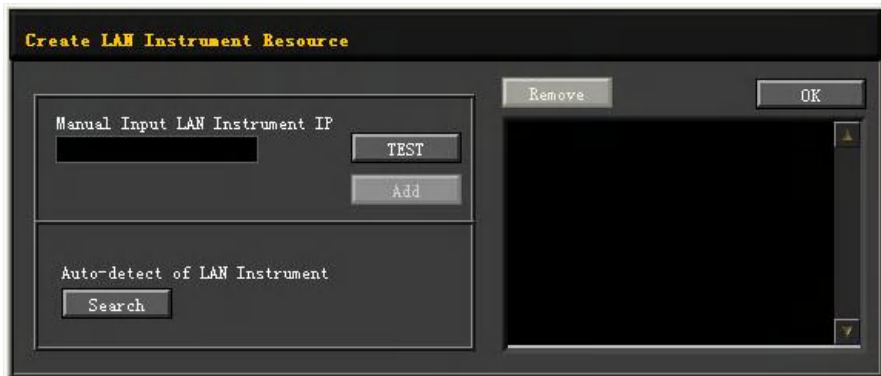 Create LAN Instrument Resource
Manual Input LAN Instrument IP
TEST
Add
Auto-detect of LAN Instrument
Search
Remove
OK